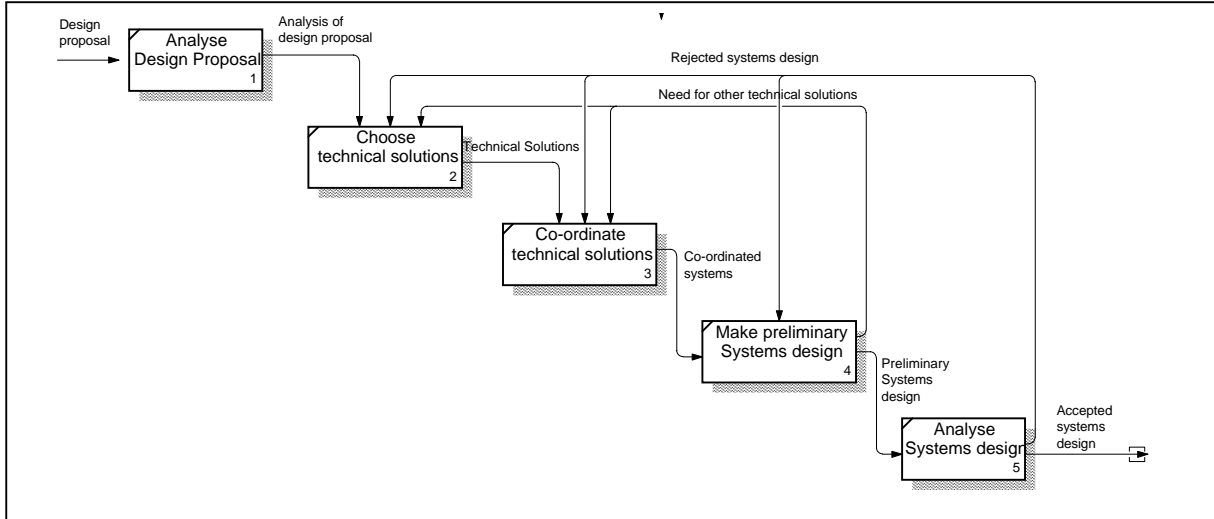 Design
proposal
Analyse
Design Proposal
1
Analysis of
design proposal
Rejected systems design
Need for other technical solutions
Choose
technical solutions
2
Technical Solutions
Co-ordinate
technical solutions
3
Co-ordinated
systems
Make preliminary
Systems design
4
Preliminary
Systems
design
Analyse
Systems design
5
Accepted
systems
design